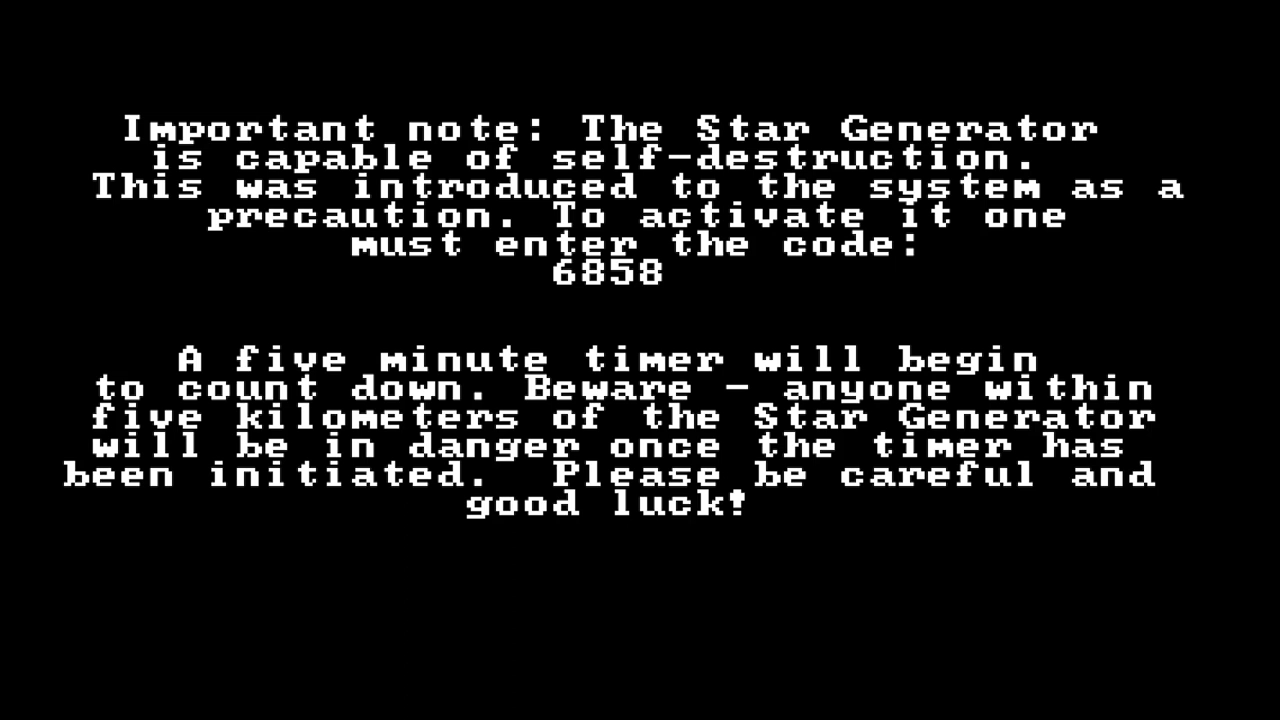 Important note: The Star Generator
is capable of self-destruction.
This was introduced to the system as a
precaution. To activate it one
must enter the code:
6858
A five minute timer will begin
to count down. Beware - anyone within
five kilometers of the Star Generator
will be in danger once the timer has
been initiated. Please be careful and
good luck!